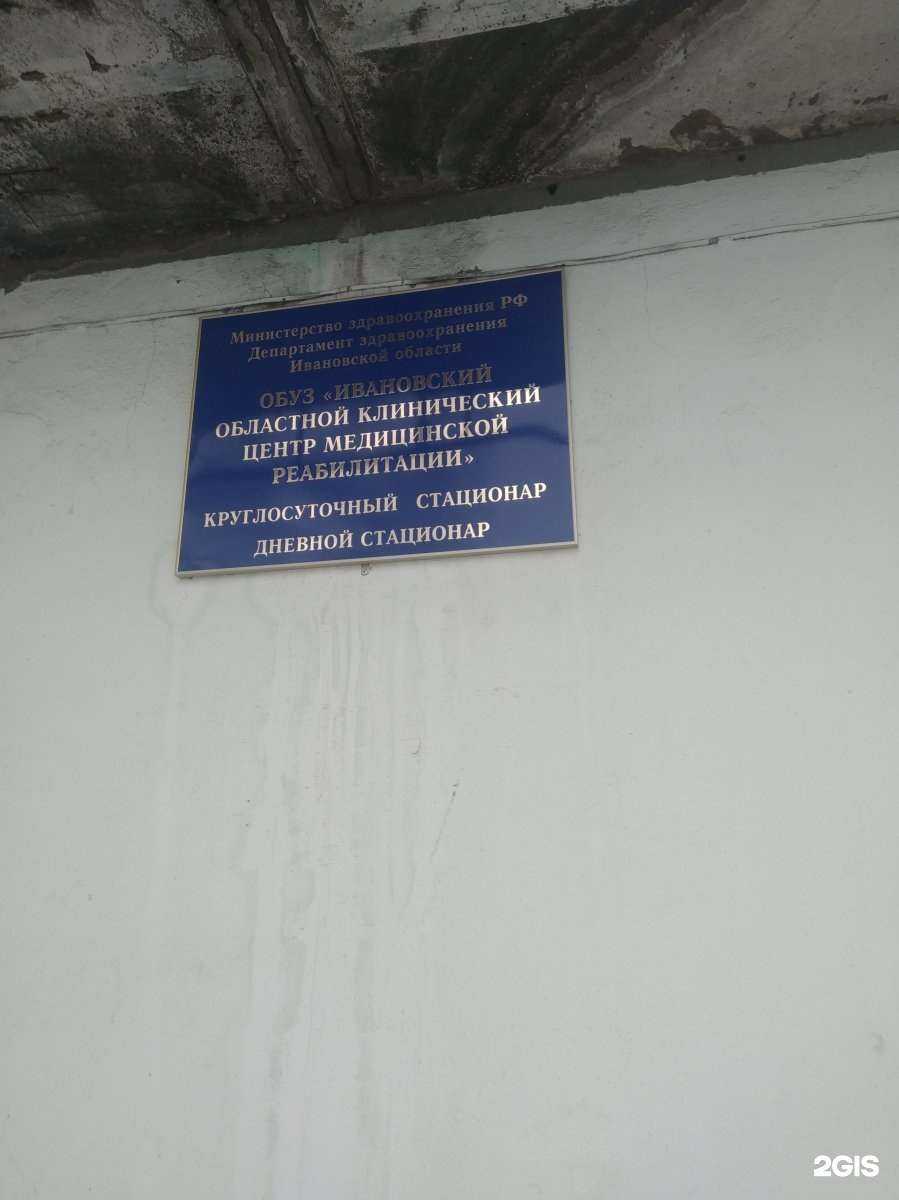 Министерство здравоохранения РФ
Департамент здравоохранения
Ивановской области
ОБУЗ «ИВАНОВСКИЙ
ОБЛАСТНОЙ КЛИНИЧЕСКИЙ
ЦЕНТР МЕДИЦИНСКОЙ
РЕАБИЛИТАЦИИ»
КРУГЛОСУТОЧНЫЙ СТАЦИОНАР
ДНЕВНОЙ СТАЦИОНАР
2GIS